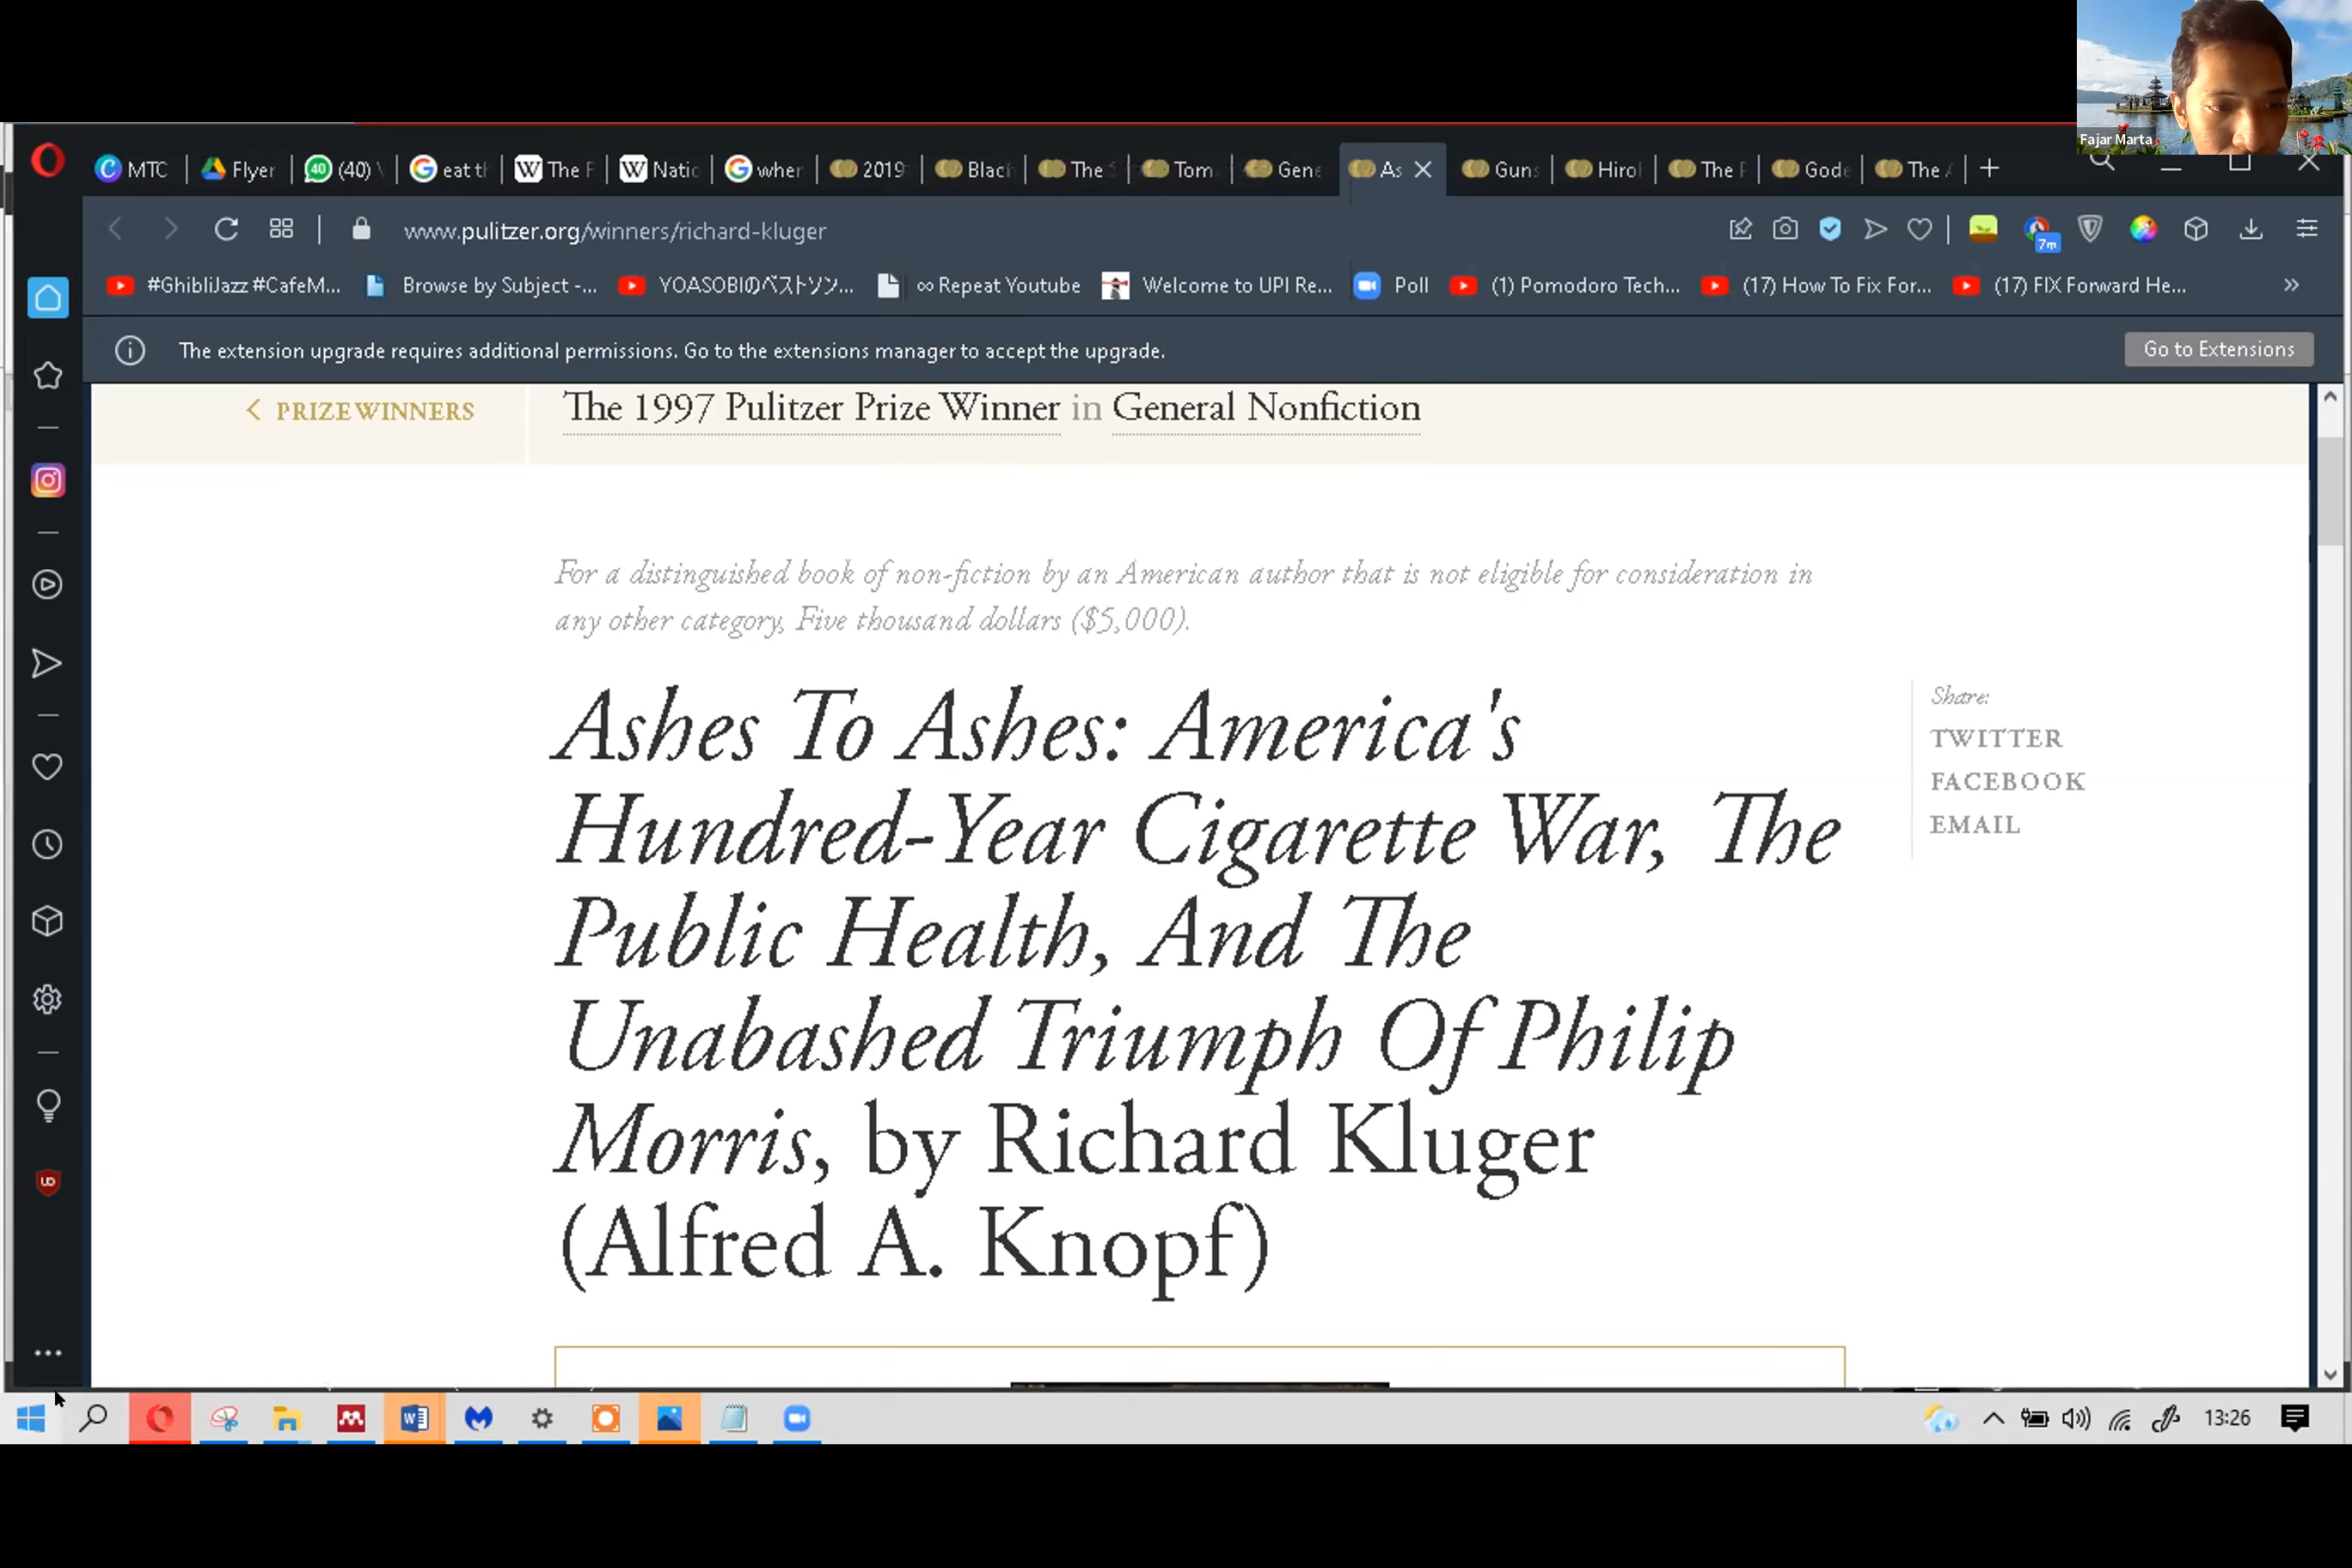 Fajar Marta
MTC
Flyer
(40)
eat th
The F
Natio
wher
2019
Black
The
Tom
Gene
As
Guns
Hirol
The F
Gode
The A
www.pulitzer.org/winners/richard-kluger
7m
#GhibliJazz #CafeM...
Browse by Subject -...
YOASOBIのベストソン...
∞ Repeat Youtube
Welcome to UPI Re...
Poll
(1) Pomodoro Tech...
(17) How To Fix For...
(17) FIX Forward He...
The extension upgrade requires additional permissions. Go to the extensions manager to accept the upgrade.
Go to Extensions
PRIZEWINNERS
The 1997 Pulitzer Prize Winner in General Nonfiction
For a distinguished book of non-fiction by an American author that is not eligible for consideration in
any other category, Five thousand dollars ($5,000).
Ashes To Ashes: America's
Hundred-Year Cigarette War, The
Public Health, And The
Unabashed Triumph Of Philip
Morris, by Richard Kluger
(Alfred A. Knopf)
Share:
TWITTER
FACEBOOK
EMAIL
13:26